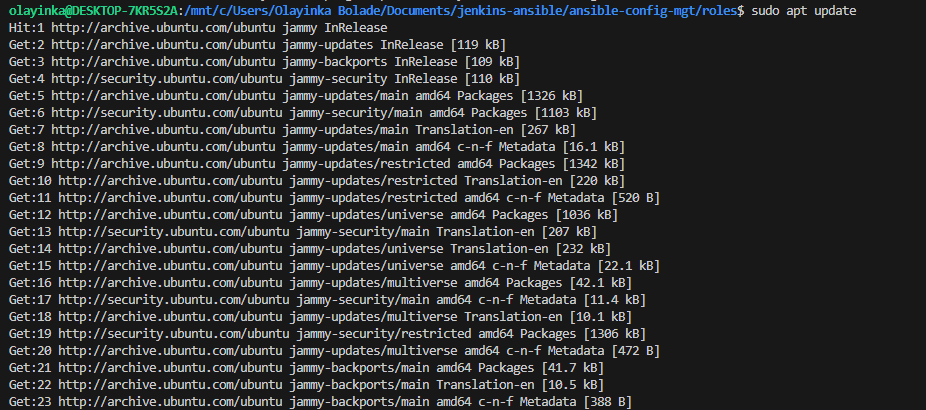 olayinka@DESKTOP-7KR5S2A:/mnt/c/Users/Olayinka Bolade/Documents/jenkins-ansible/ansible-config-mgt/roles$ sudo apt update
Hit:1 http://archive.ubuntu.com/ubuntu jammy InRelease
Get:2 http://archive.ubuntu.com/ubuntu jammy-updates InRelease [119 kB]
Get:3 http://archive.ubuntu.com/ubuntu jammy-backports InRelease [109 kB]
Get:4 http://security.ubuntu.com/ubuntu jammy-security InRelease [110 kB]
Get:5 http://archive.ubuntu.com/ubuntu jammy-updates/main amd64 Packages [1326 kB]
Get:6 http://security.ubuntu.com/ubuntu jammy-security/main amd64 Packages [1103 kB]
Get:7 http://archive.ubuntu.com/ubuntu jammy-updates/main Translation-en [267 kB]
Get:8 http://archive.ubuntu.com/ubuntu jammy-updates/main amd64 c-n-f Metadata [16.1 kB]
Get:9 http://archive.ubuntu.com/ubuntu jammy-updates/restricted amd64 Packages [1342 kB]
Get:10 http://archive.ubuntu.com/ubuntu jammy-updates/restricted Translation-en [220 kB]
Get:11 http://archive.ubuntu.com/ubuntu jammy-updates/restricted amd64 c-n-f Metadata [520 B]
Get:12 http://archive.ubuntu.com/ubuntu jammy-updates/universe amd64 Packages [1036 kB]
Get:13 http://security.ubuntu.com/ubuntu jammy-security/main Translation-en [207 kB]
Get:14 http://archive.ubuntu.com/ubuntu jammy-updates/universe Translation-en [232 kB]
Get:15 http://archive.ubuntu.com/ubuntu jammy-updates/universe amd64 c-n-f Metadata [22.1 kB]
Get:16 http://archive.ubuntu.com/ubuntu jammy-updates/multiverse amd64 Packages [42.1 kB]
Get:17 http://security.ubuntu.com/ubuntu jammy-security/main amd64 c-n-f Metadata [11.4 kB]
Get:18 http://archive.ubuntu.com/ubuntu jammy-updates/multiverse Translation-en [10.1 kB]
Get:19 http://security.ubuntu.com/ubuntu jammy-security/restricted amd64 Packages [1306 kB]
Get:20 http://archive.ubuntu.com/ubuntu jammy-updates/multiverse amd64 c-n-f Metadata [472 B]
Get:21 http://archive.ubuntu.com/ubuntu jammy-backports/main amd64 Packages [41.7 kB]
Get:22 http://archive.ubuntu.com/ubuntu jammy-backports/main Translation-en [10.5 kB]
Get:23 http://archive.ubuntu.com/ubuntu jammy-backports/main amd64 c-n-f Metadata [388 B]